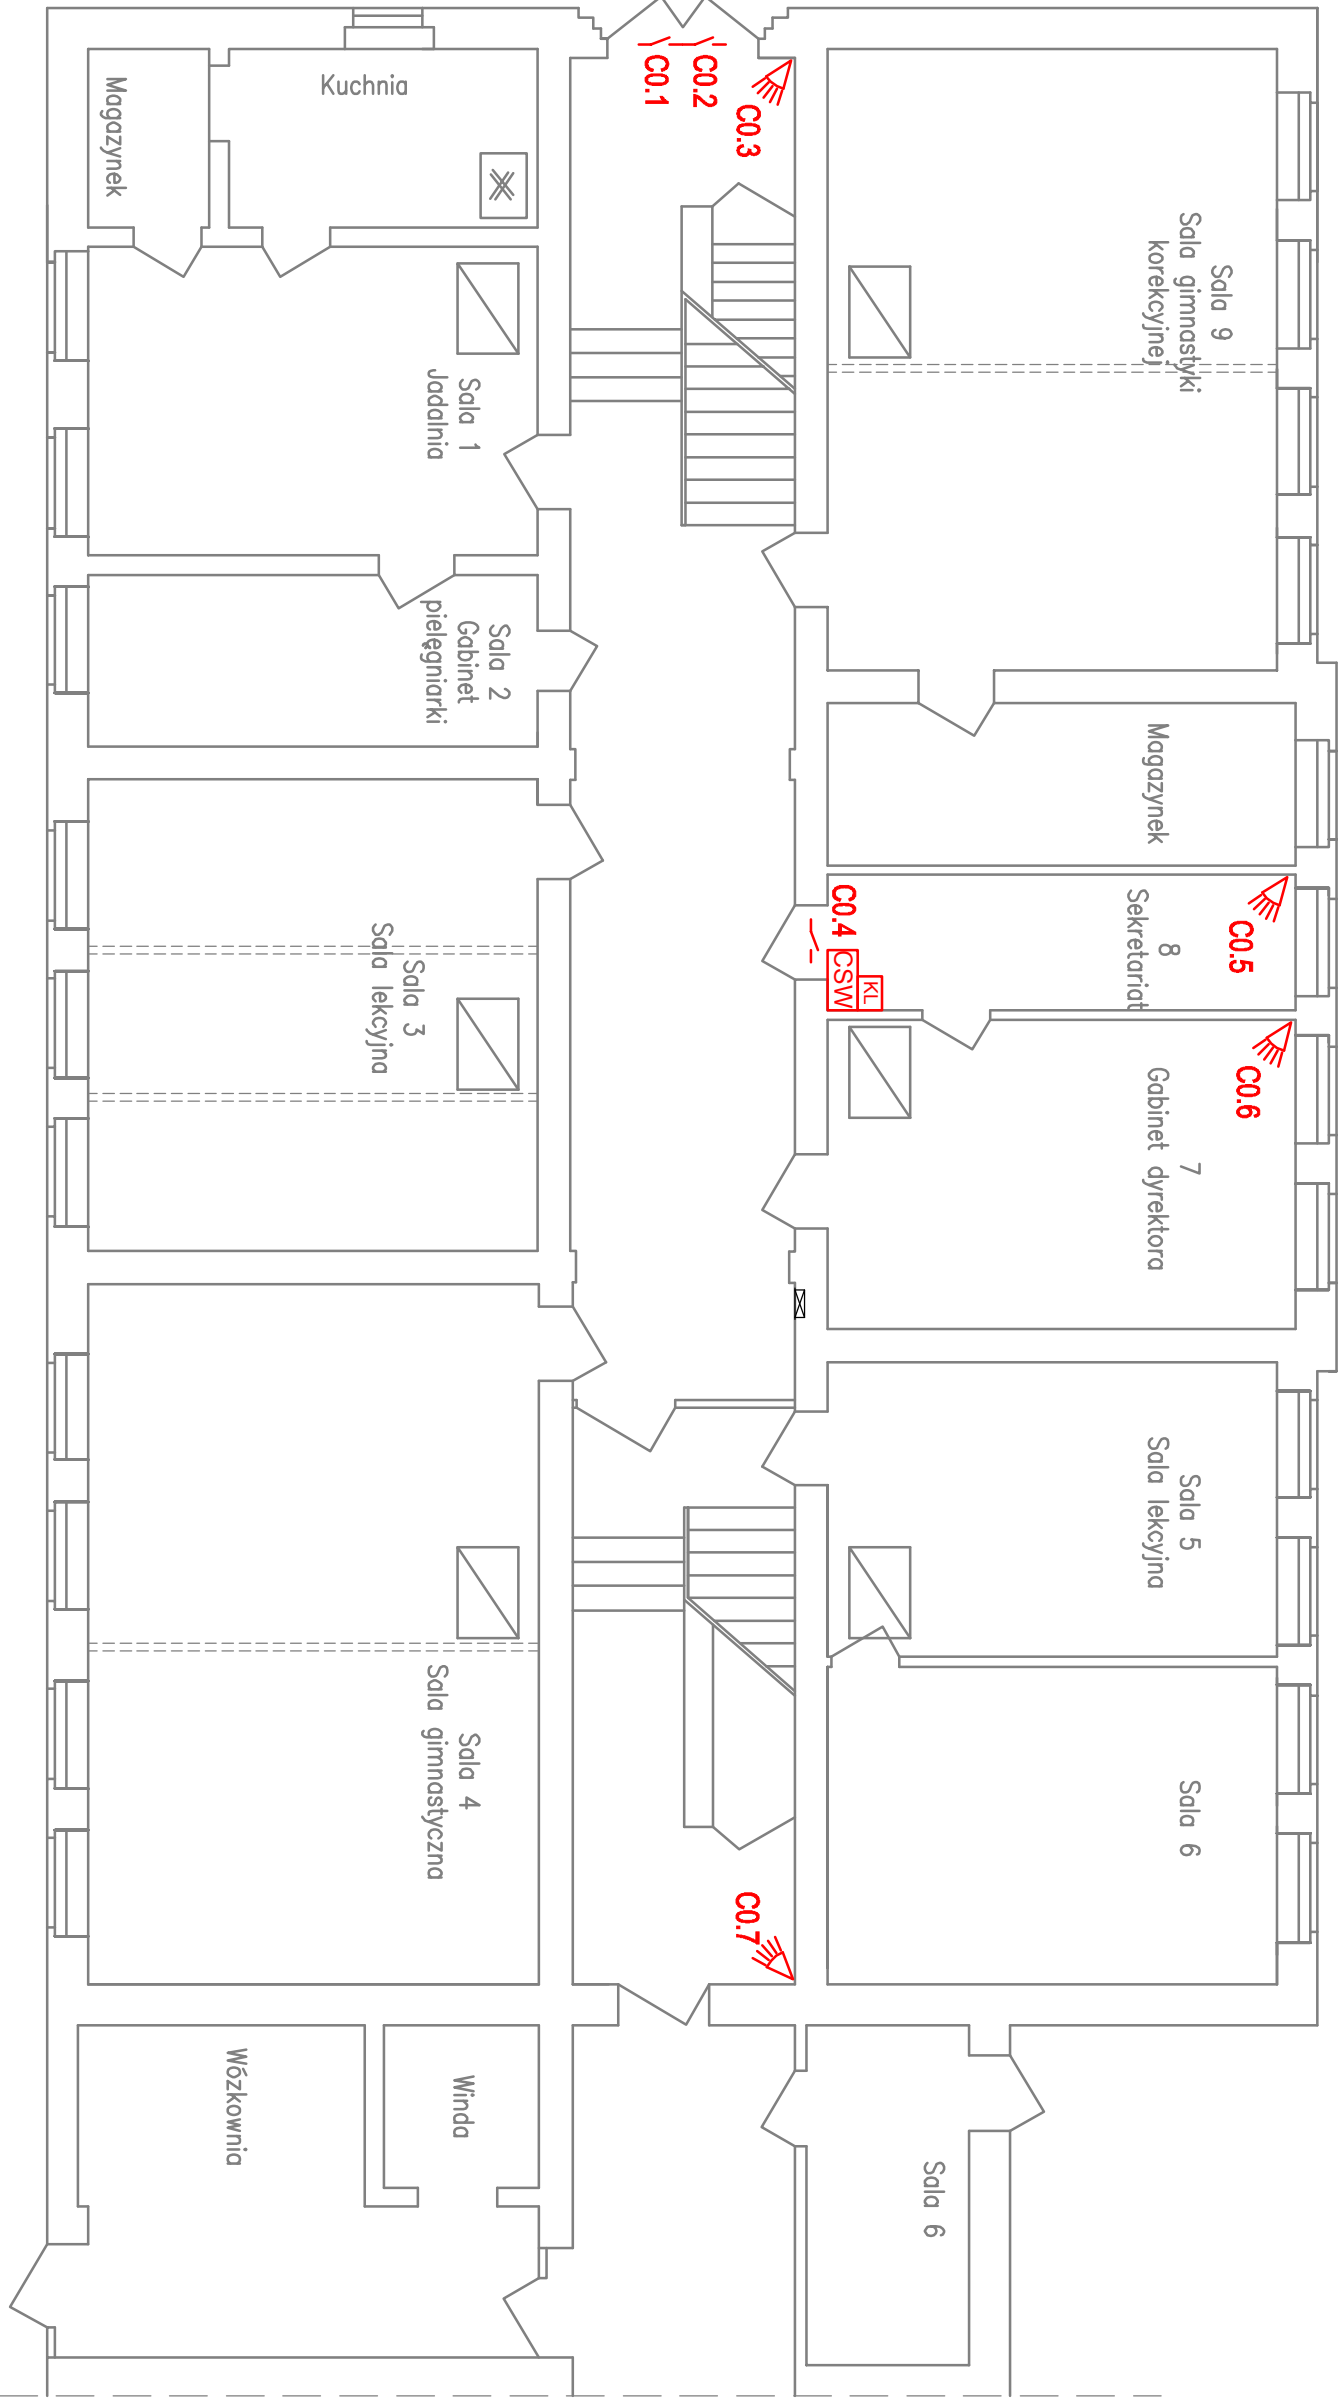 Kuchnia
Magazynek
C0.1
C0.2
C0.3
Sala 9
Sala gimnastyki
korekcyjnej
Sala 1
Jadalnia
Sala 2
Gabinet
pielęgniarki
Magazynek
C0.4
CSW
KL
8
Sekretariat
C0.5
Sala 3
Sala lekcyjna
C0.6
7
Gabinet dyrektora
Sala 5
Sala lekcyjna
Sala 4
Sala gimnastyczna
Sala 6
C0.7
Wózkownia
Winda
Sala 6